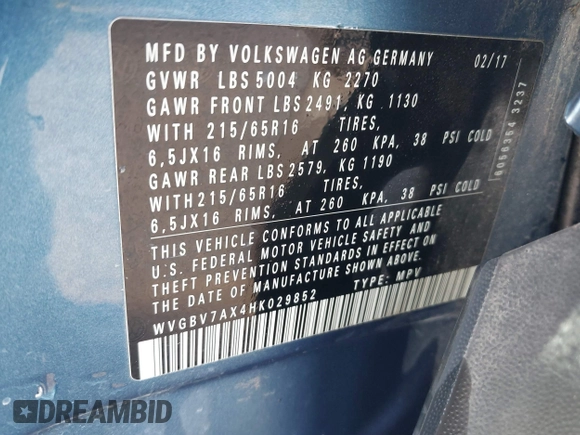 MFD BY VOLKSWAGEN AG GERMANY 02/17
GVWR LBS 5004 KG 2270
GAWR FRONT LBS 2491, KG . 1130
WITH 215/65R16 TIRES,
6,5JX16 RIMS, AT 260 KPA, 38 PSI COLD
GAWR REAR LBS 2579, KG 1190
WITH 215/65R16 TIRES,
6,5JX16 RIMS, AT 260 KPA, 38 PSI COLD
THIS VEHICLE CONFORMS TO ALL APPLICABLE
U.S. FEDERAL MOTOR VEHICLE SAFETY AND
THEFT PREVENTION STANDARDS IN EFFECT ON
THE DATE OF MANUFACTURE SHOWN ABOVE.
WVGBV7AX4HK029852 TYPE: MPV
3237
DREAMBID